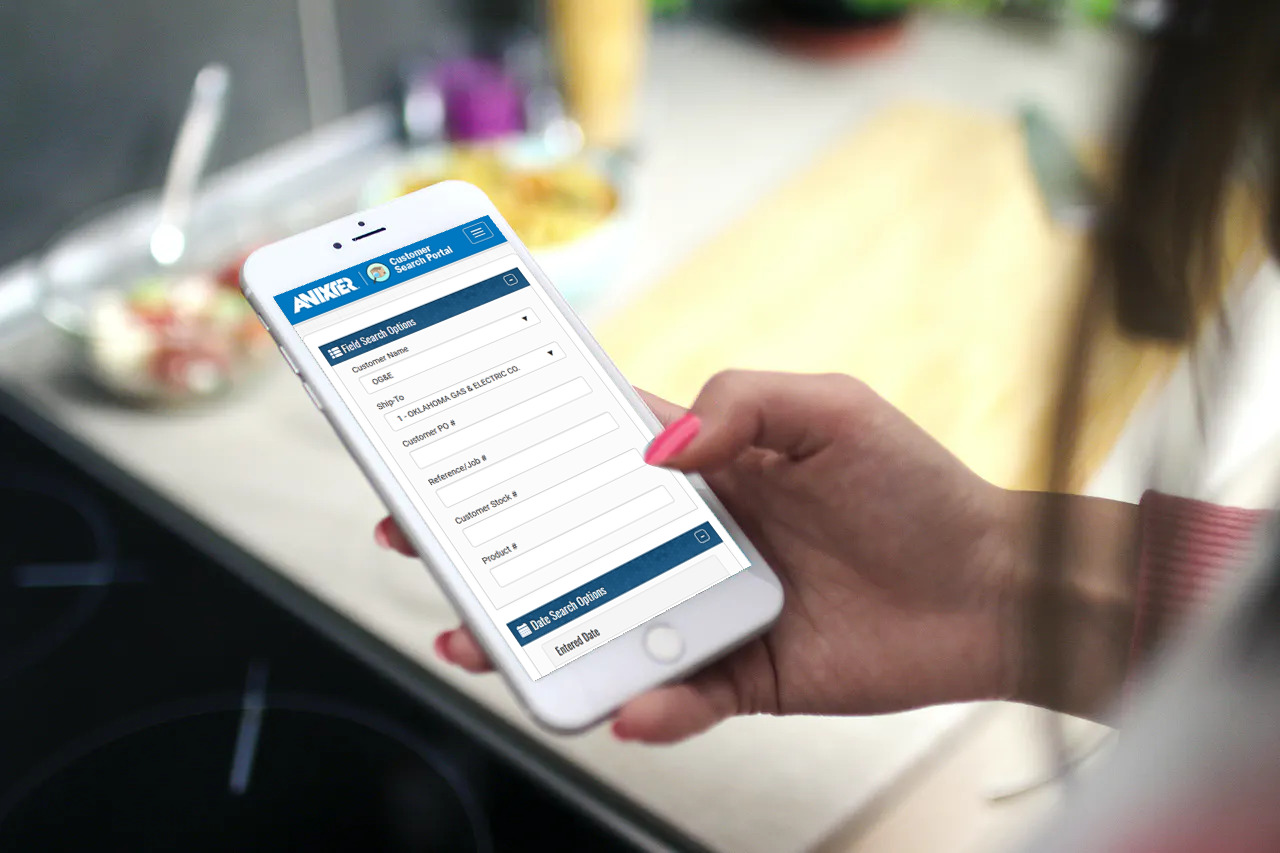 ANIXTER
Customer
Search Portal
Field Search Options
Customer Name
OG&E
Ship-To
1 - OKLAHOMA GAS & ELECTRIC CO.
Customer PO #
Reference/Job #
Customer Stock #
Product #
Date Search Options
Entered Date